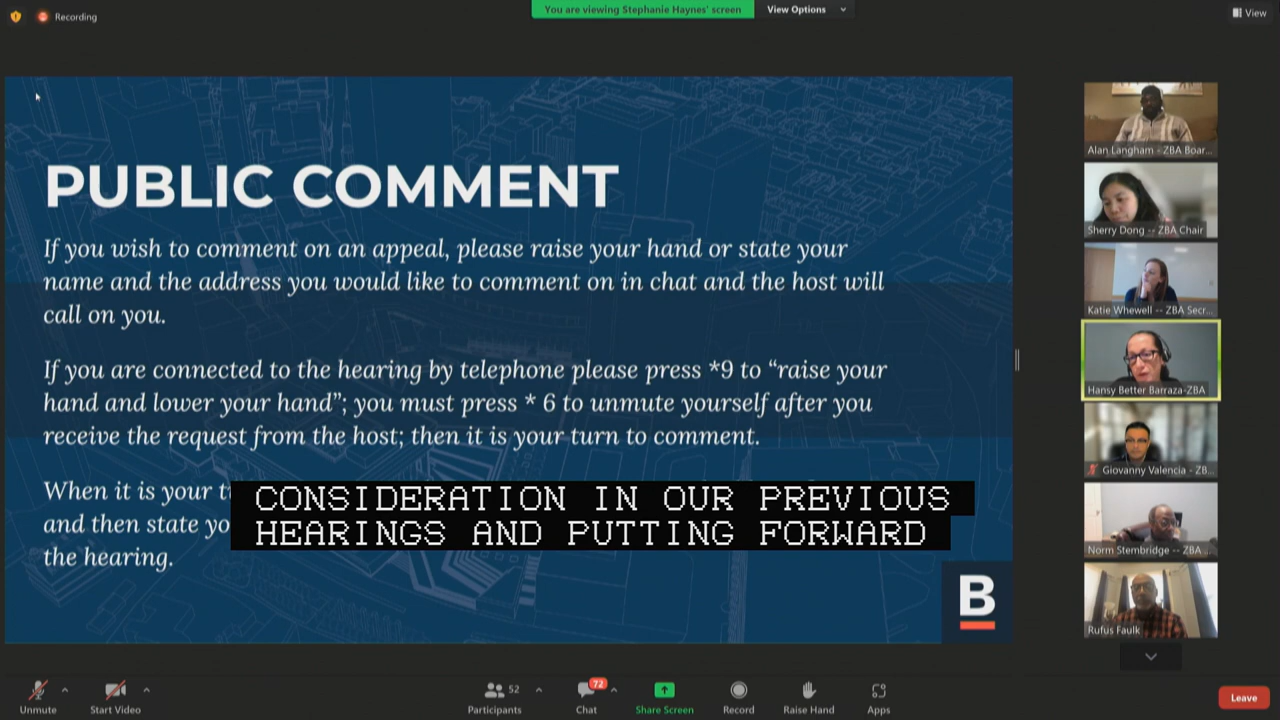 Recording
You are viewing Stephanie Haynes' screen
View Options
View
PUBLIC COMMENT
If you wish to comment on an appeal, please raise your hand or state your
name and the address you would like to comment on in chat and the host will
call on you.
If you are connected to the hearing by telephone please press *9 to “raise your
hand and lower your hand”; you must press * 6 to unmute yourself after you
receive the request from the host; then it is your turn to comment.
When it is your
and then state
the hearing.
CONSIDERATION IN OUR PREVIOUS
HEARINGS AND PUTTING FORWARD
B
Alan Langham - ZBA Boar...
Sherry Dong -- ZBA Chair
Katie Whewell -- ZBA Secr...
Hansy Better Barraza-ZBA
Giovanny Valencia - ZB...
Norm Stembridge -- ZBA ...
Rufus Faulk
Unmute
Start Video
52
Participants
72
Chat
Share Screen
Record
Raise Hand
Apps
Leave